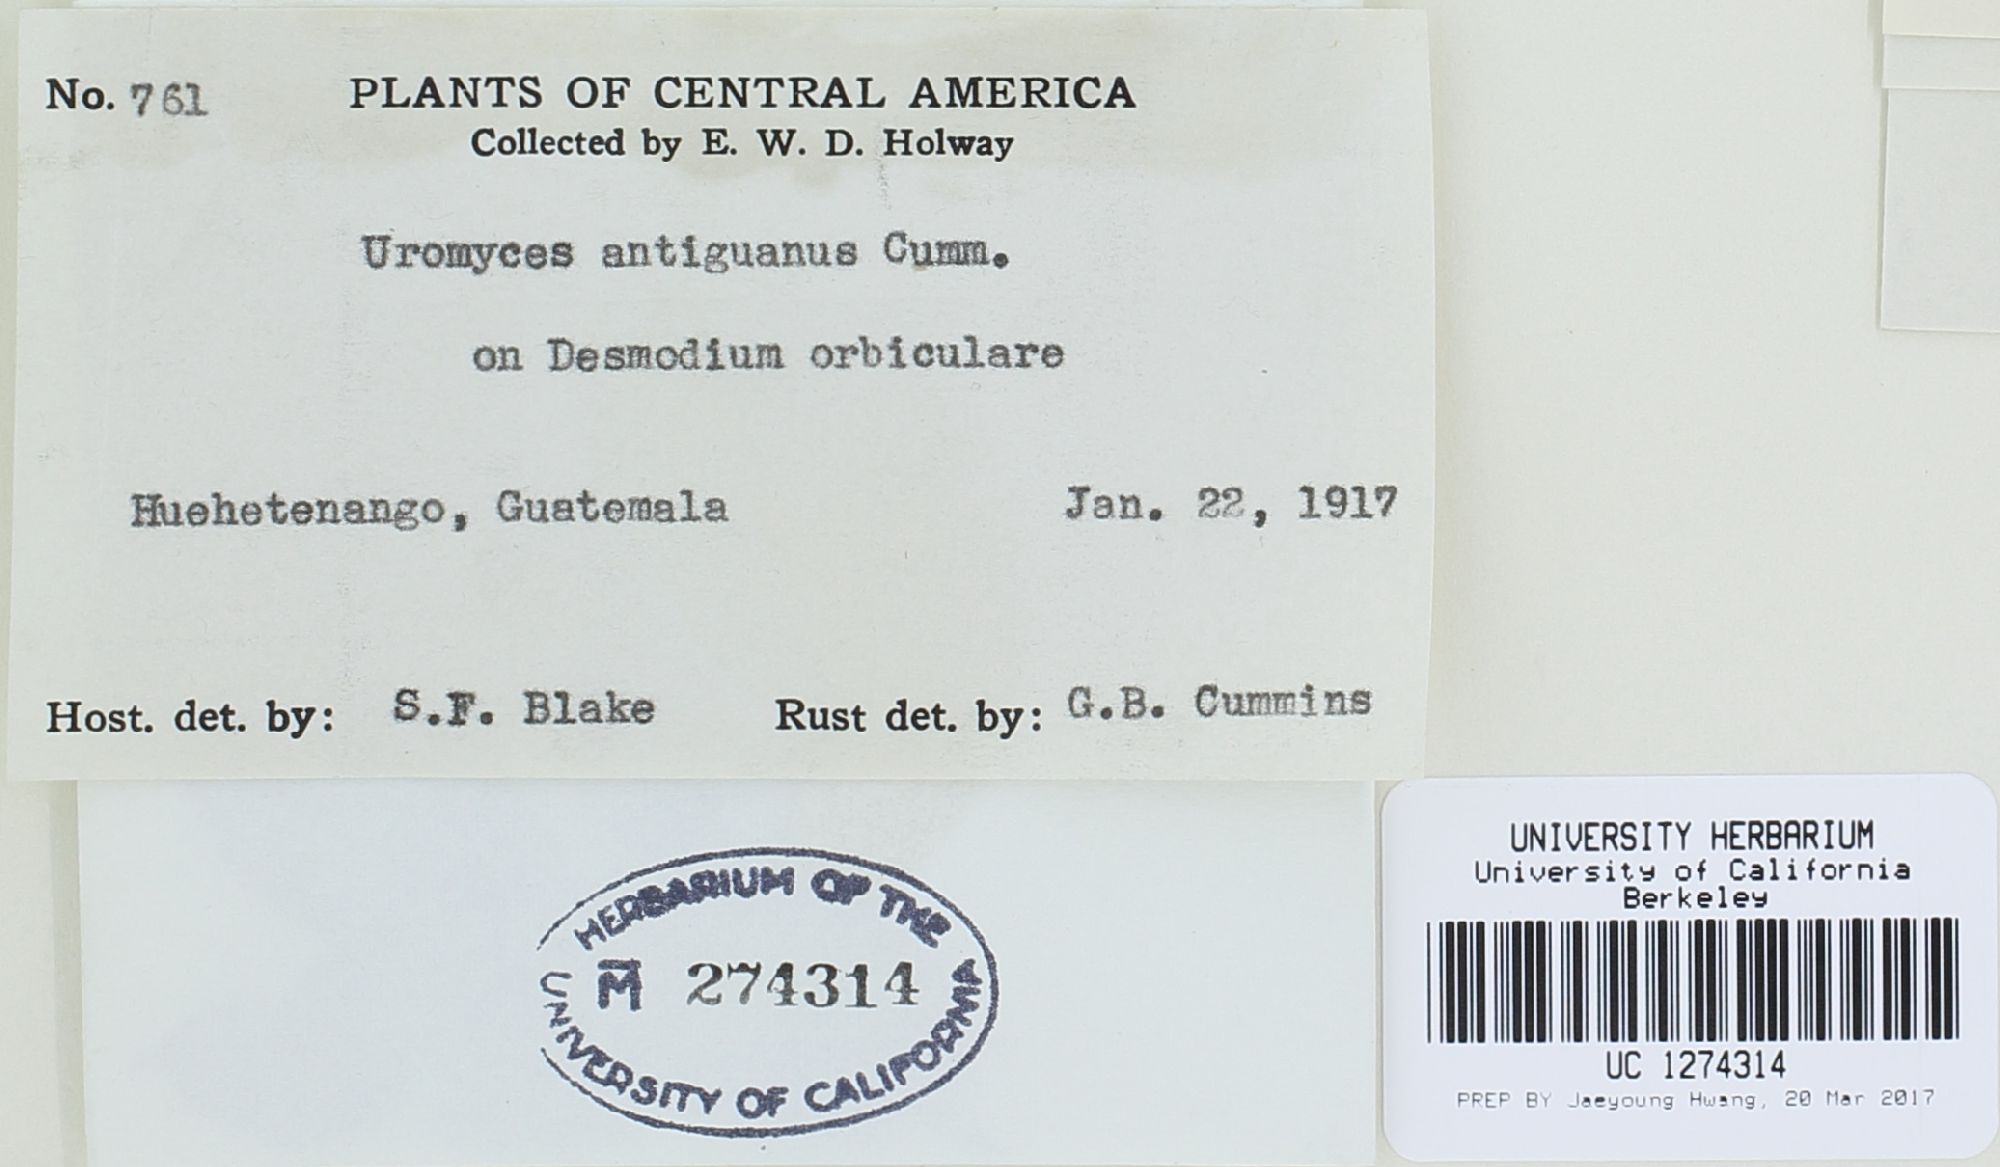 No. 761 PLANTS OF CENTRAL AMERICA
Collected by E. W. D. Holway
Uromyces antiguanus Cumm.
on Desmodium orbiculare
Huehetenango, Guatemala Jan. 22, 1917
Host. det. by: S.F. Blake Rust det. by: G.B. Cummins
HERBARIUM OF THE
M̅ 274314
UNIVERSITY OF CALIFORNIA
UNIVERSITY HERBARIUM
University of California
Berkeley
UC 1274314
PREP BY Jaeyoung Hwang, 20 Mar 2017